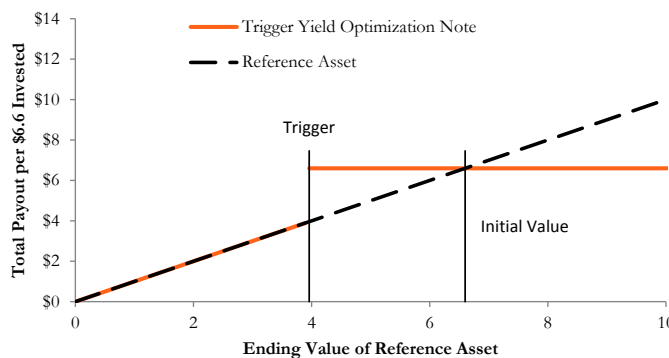 Trigger Yield Optimization Note
Reference Asset
Total Payout per $6.6 Invested
$14
$12
$10
$8
$6
$4
$2
$0
Trigger
Initial Value
0
2
4
6
8
10
Ending Value of Reference Asset